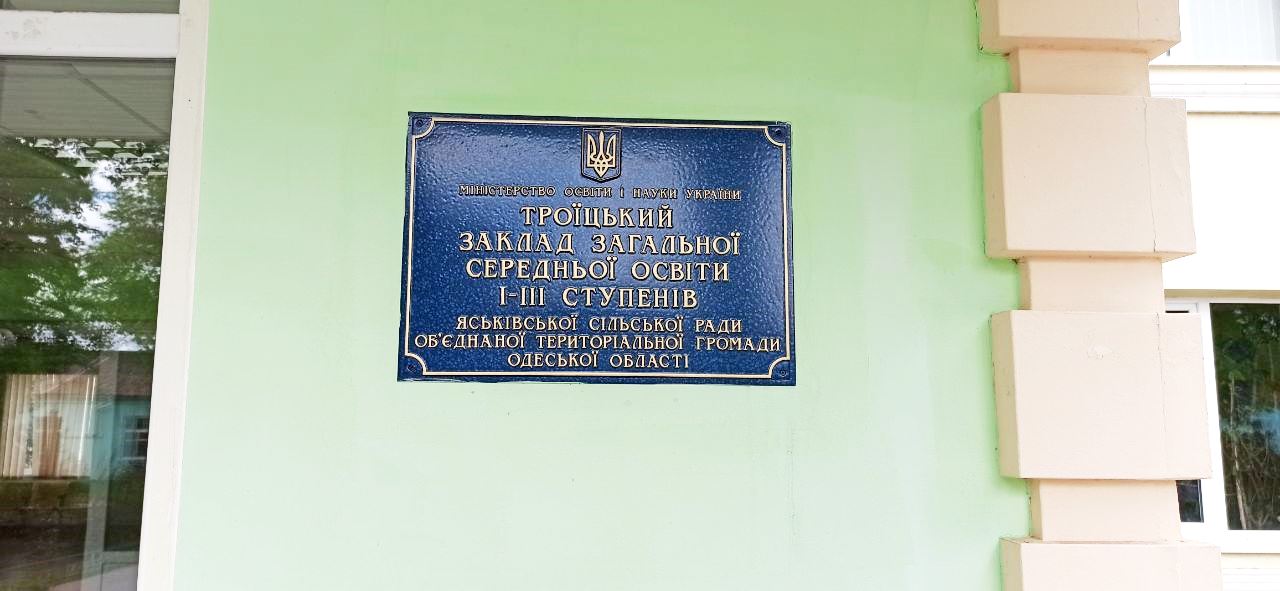 МІНІСТЕРСТВО ОСВІТИ І НАУКИ УКРАЇНИ
ТРОЇЦЬКИЙ
ЗАКЛАД ЗАГАЛЬНОЇ
СЕРЕДНЬОЇ ОСВІТИ
І-ІІІ СТУПЕНІВ
ЯСЬКІВСЬКОЇ СІЛЬСЬКОЇ РАДИ
ОБ'ЄДНАНОЇ ТЕРИТОРІАЛЬНОЇ ГРОМАДИ
ОДЕСЬКОЇ ОБЛАСТІ